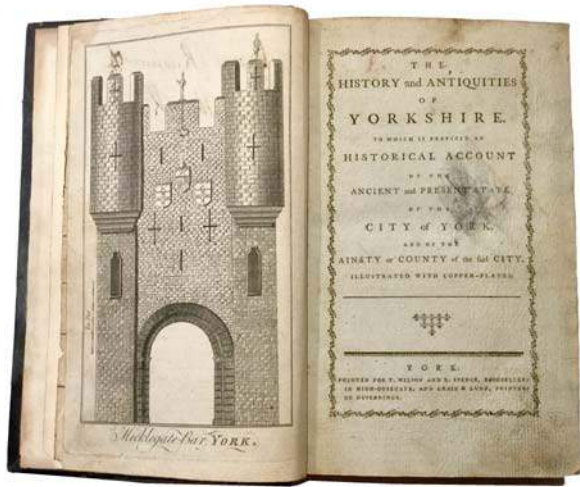 Micklegate Bar YORK.
THE
HISTORY and ANTIQUITIES
OF
YORKSHIRE.
TO WHICH IS PREFIXED, AN
HISTORICAL ACCOUNT
OF THE
ANCIENT and PRESENT STATE
OF THE
CITY of YORK,
AND OF THE
AINSTY or COUNTY of the said CITY.
ILLUSTRATED WITH COPPER-PLATES.
YORK:
PRINTED FOR T. WILSON AND N. SPENCE, BOOKSELLERS
IN HIGH-OUSEGATE, AND PRINTERS